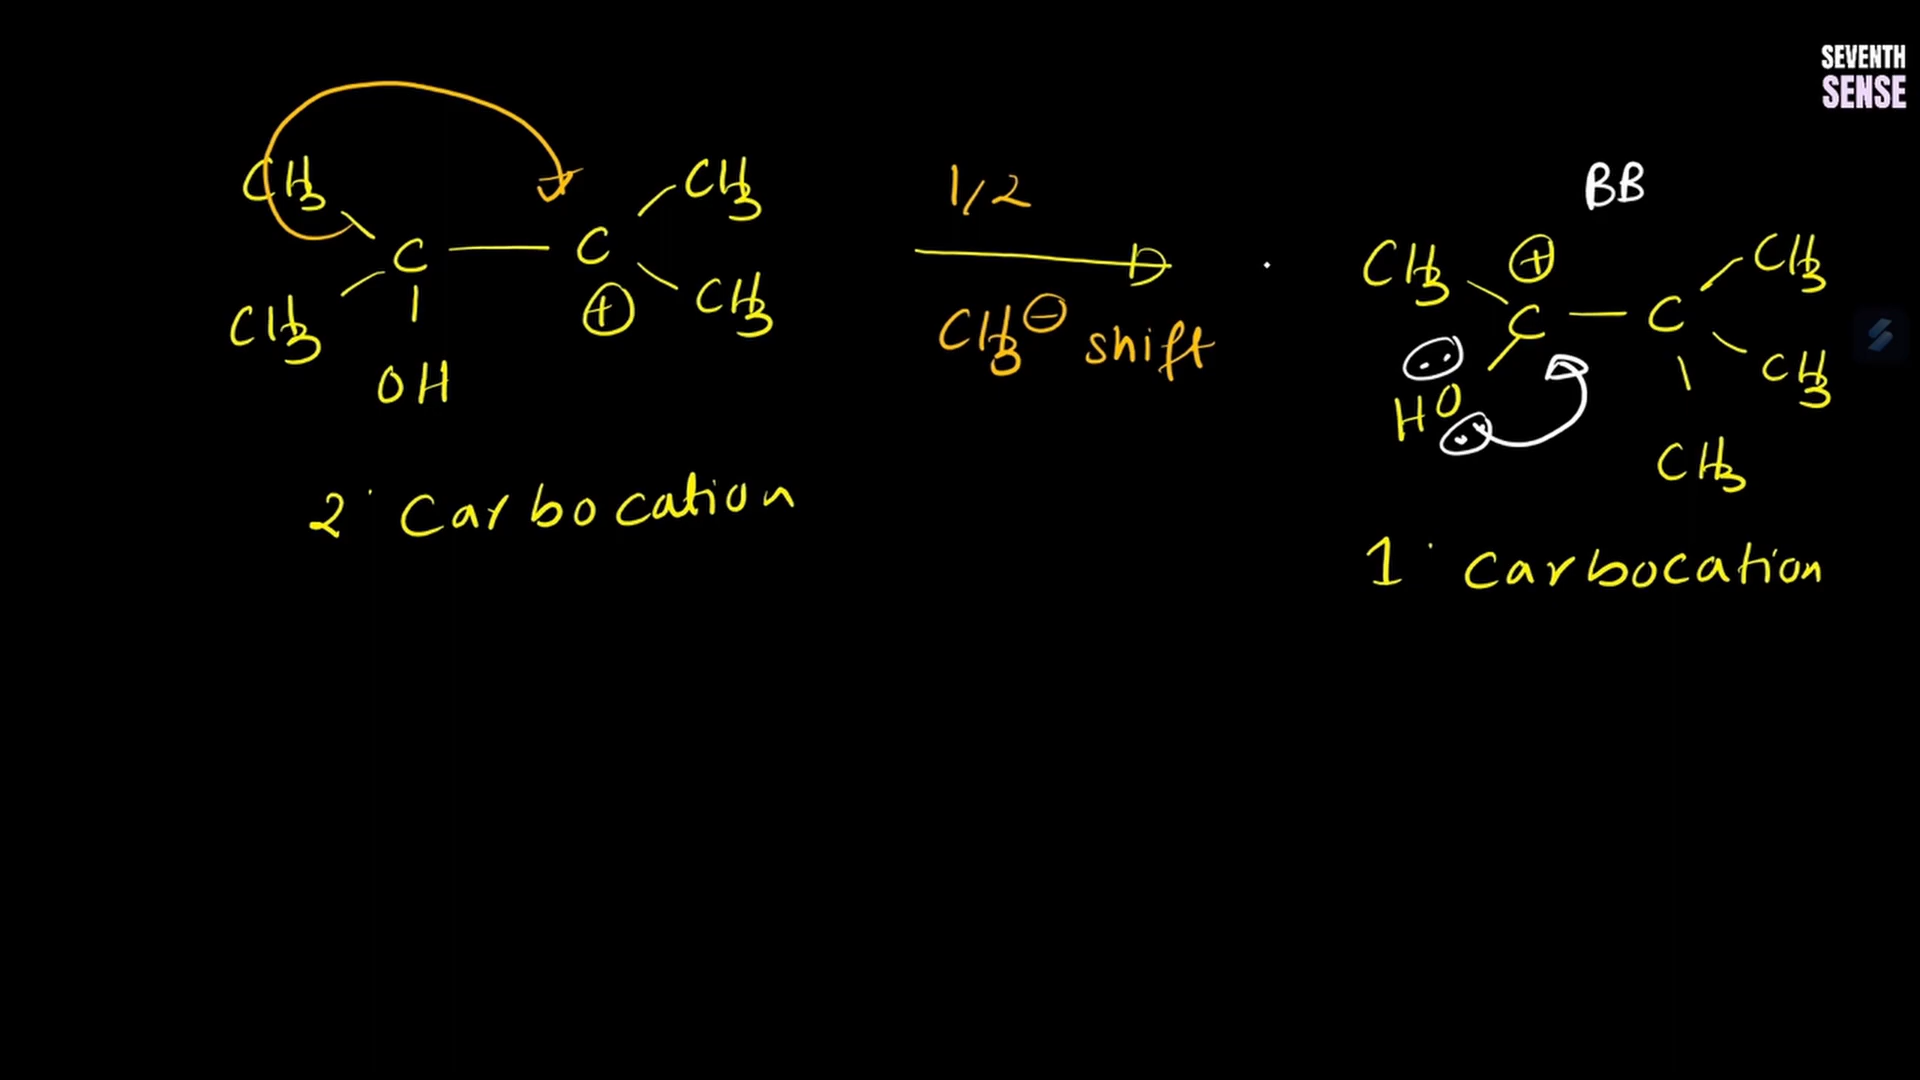 SEVENTH
SENSE
CH3 CH3
C — C
CH3 OH ⊕ CH3
2° Carbocation
1/2
CH3⊖ shift
BB
CH3 ⊕ CH3
C — C
HO CH3
CH3
1° Carbocation